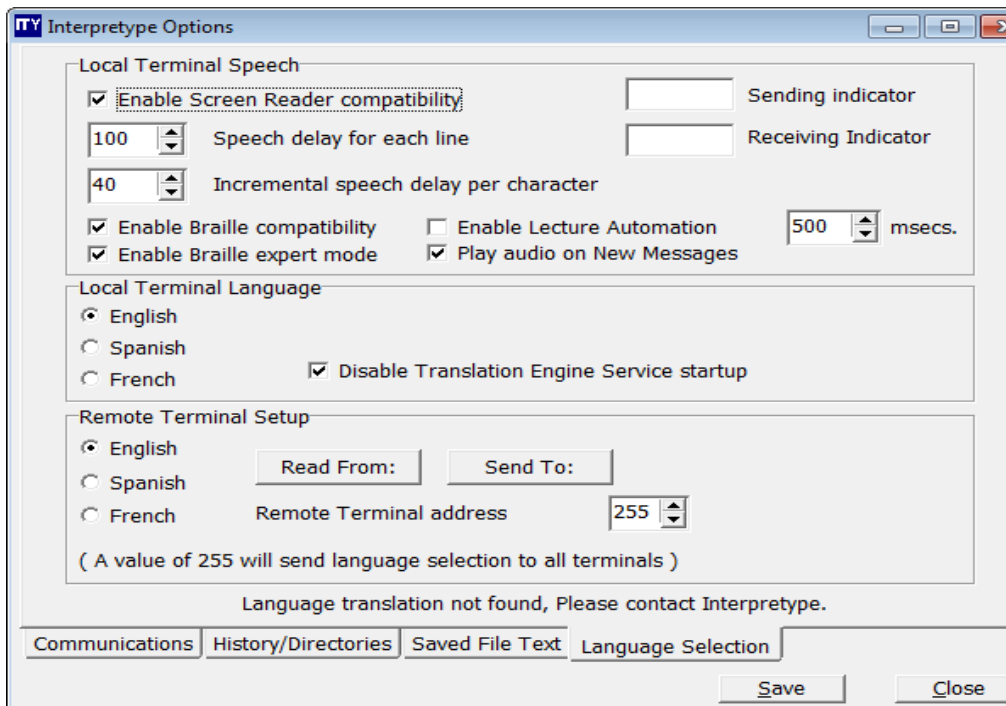 ITY Interpretype Options
Local Terminal Speech
Enable Screen Reader compatibility
Sending indicator
100 Speech delay for each line
Receiving Indicator
40 Incremental speech delay per character
Enable Braille compatibility
Enable Lecture Automation
500 msecs.
Enable Braille expert mode
Play audio on New Messages
Local Terminal Language
English
Spanish
French
Disable Translation Engine Service startup
Remote Terminal Setup
English
Read From:
Send To:
Spanish
French
Remote Terminal address
255
( A value of 255 will send language selection to all terminals )
Language translation not found, Please contact Interpretype.
Communications
History/Directories
Saved File Text
Language Selection
Save
Close